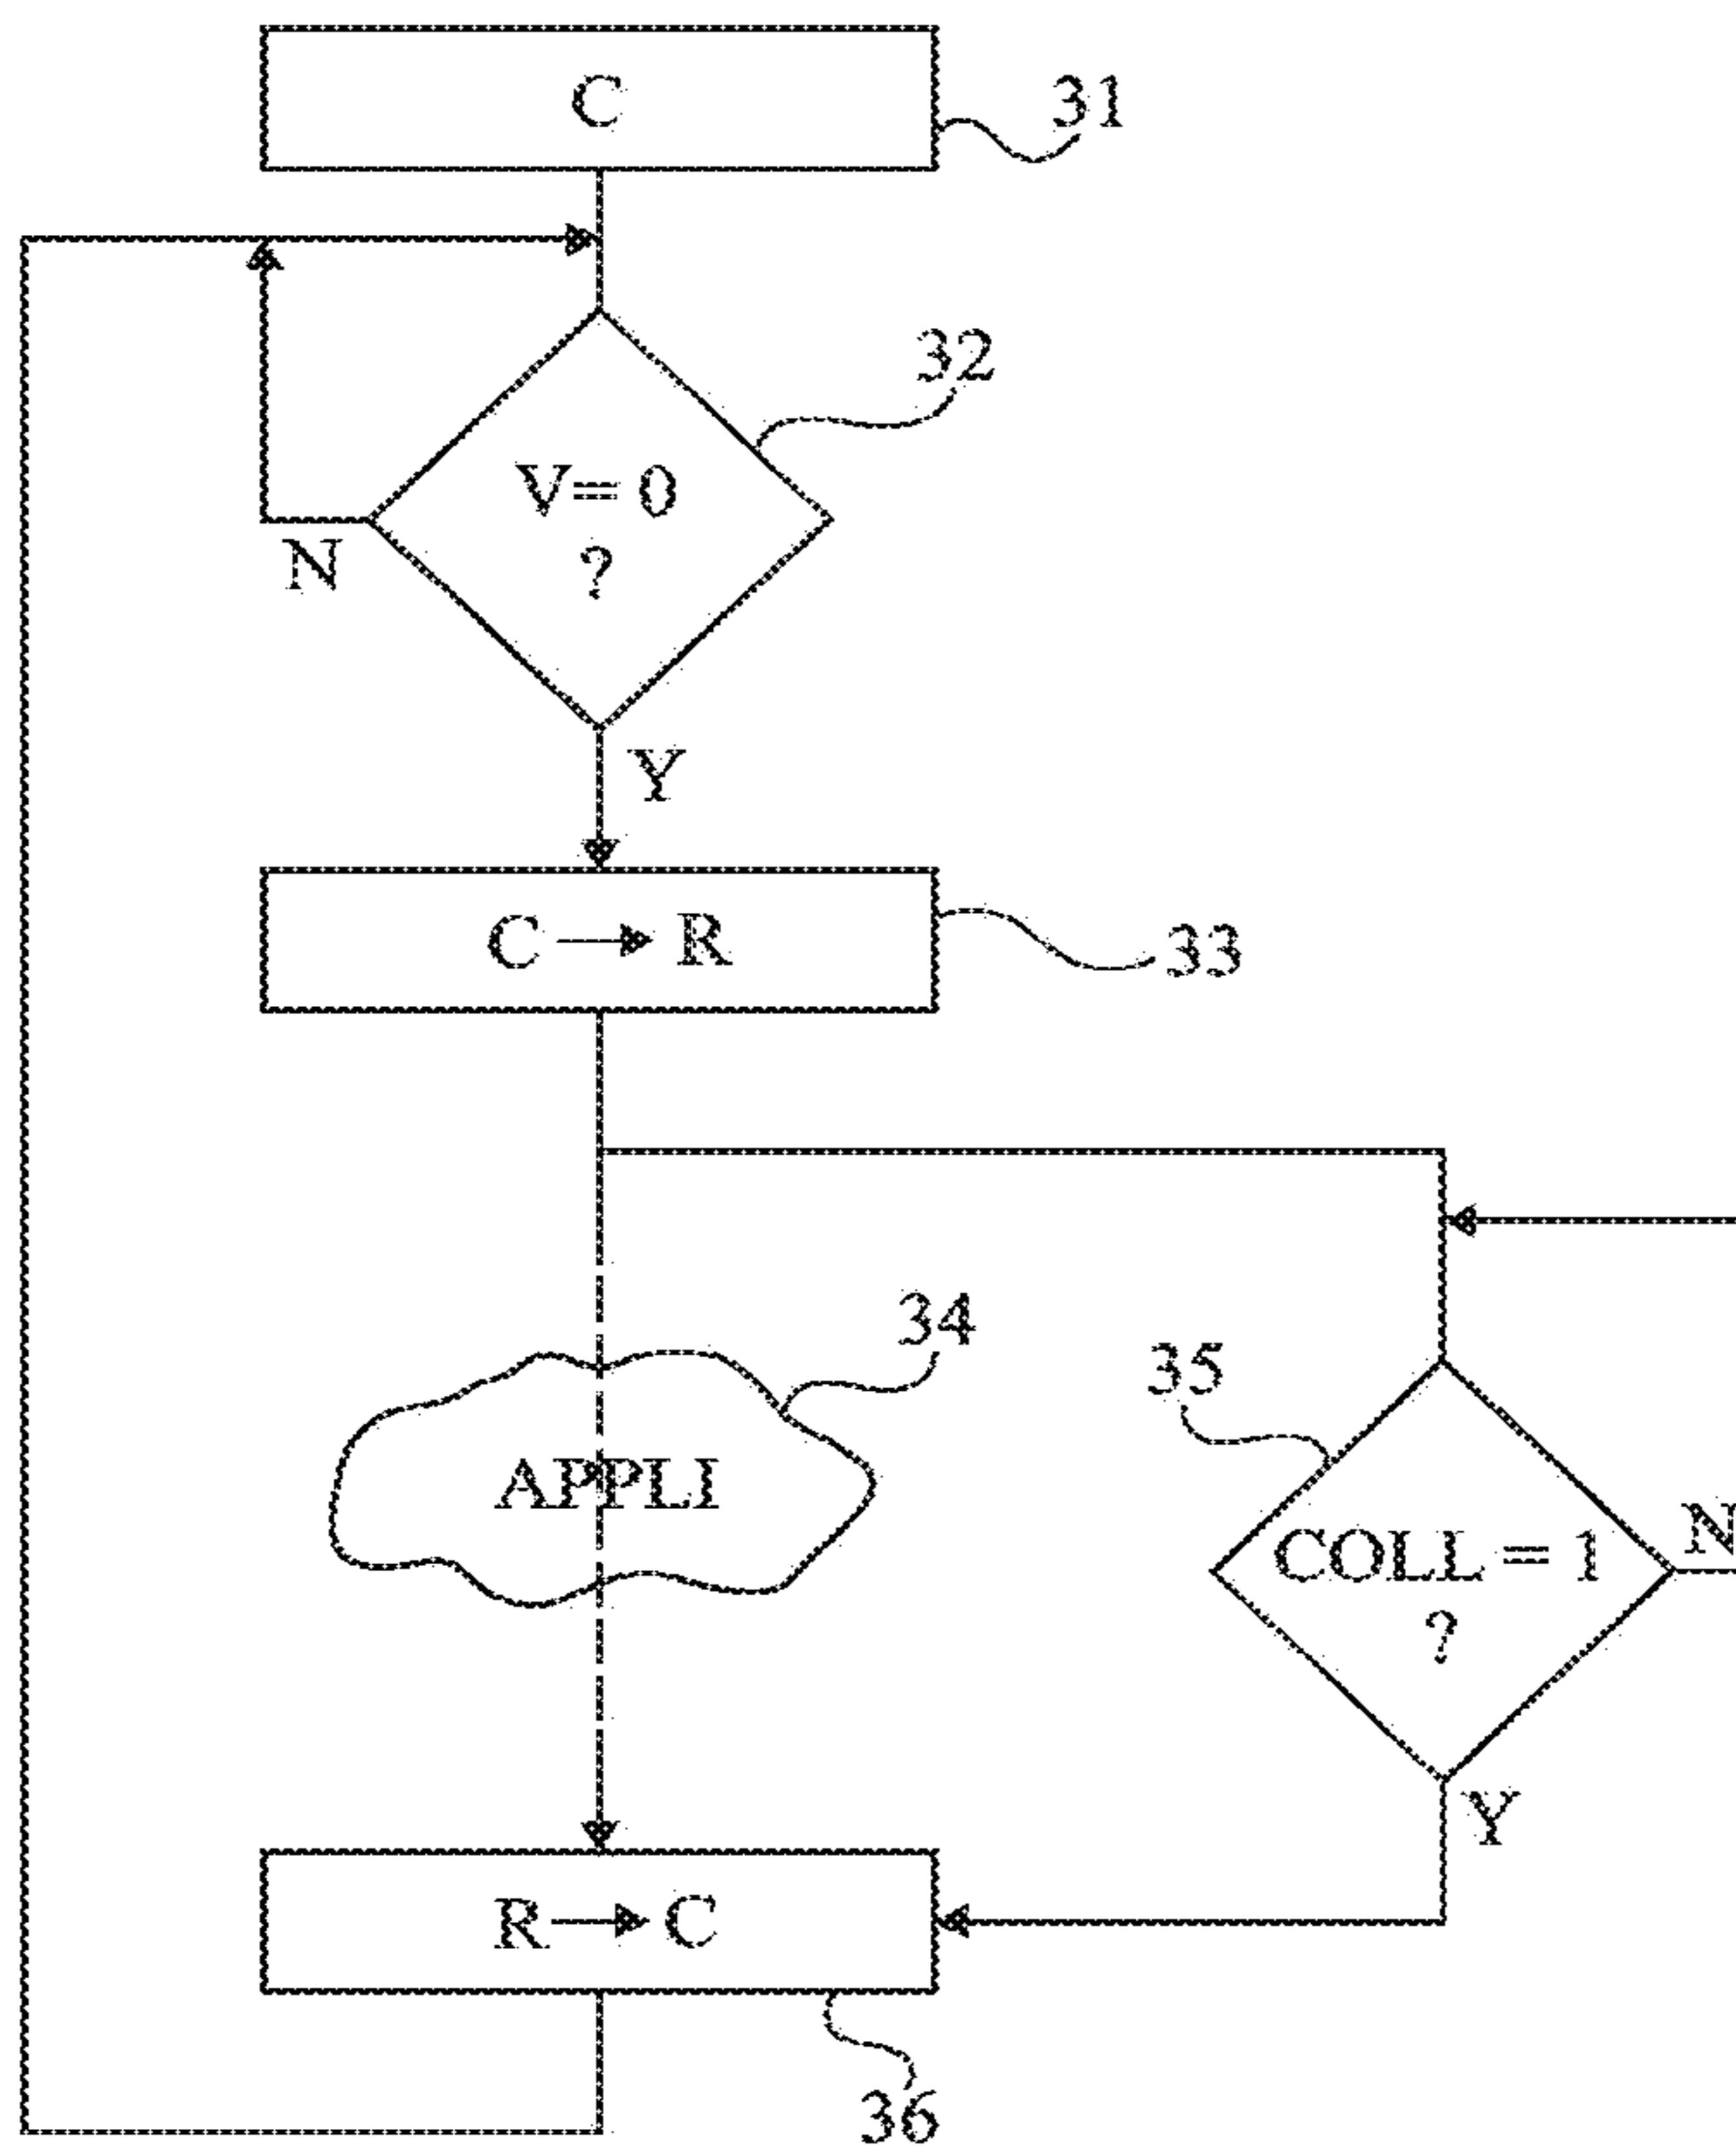 C
31
32
V= 0
?
N
Y
C → R
33
34
35
APPLI
COLL = 1
?
N
Y
R → C
36